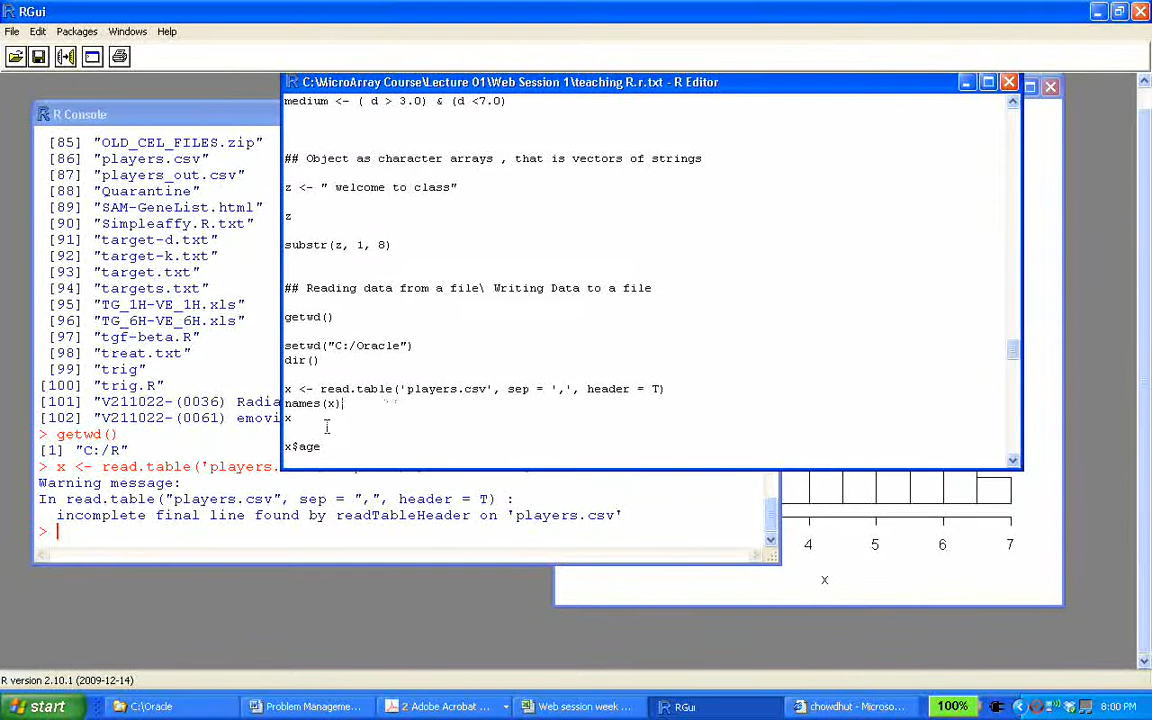 RGui
File Edit Packages Windows Help
C:\MicroArray Course\Lecture 01\Web Session 1\teaching R.r.txt - R Editor
medium <- ( d > 3.0) & (d <7.0)
## Object as character arrays , that is vectors of strings
z <- " welcome to class"
z
substr(z, 1, 8)
## Reading data from a file\ Writing Data to a file
getwd()
setwd("C:/Oracle")
dir()
x <- read.table('players.csv', sep = ',', header = T)
names(x)
x
x$age
R Console
[85] "OLD_CEL_FILES.zip"
[86] "players.csv"
[87] "players_out.csv"
[88] "Quarantine"
[89] "SAM-GeneList.html"
[90] "Simpleaffy.R.txt"
[91] "target-d.txt"
[92] "target-k.txt"
[93] "target.txt"
[94] "targets.txt"
[95] "TG_1H-VE_1H.xls"
[96] "TG_6H-VE_6H.xls"
[97] "tgf-beta.R"
[98] "treat.txt"
[99] "trig"
[100] "trig.R"
[101] "V211022-(0036) Radia
[102] "V211022-(0061) emovi
> getwd()
[1] "C:/R"
> x <- read.table('players.
Warning message:
In read.table("players.csv", sep = ",", header = T) :
incomplete final line found by readTableHeader on 'players.csv'
>
4 5 6 7
x
R version 2.10.1 (2009-12-14)
start C:\Oracle Problem Manageme... 2 Adobe Acrobat ... Web session week ... RGui chowdhut - Microso... 100% 8:00 PM